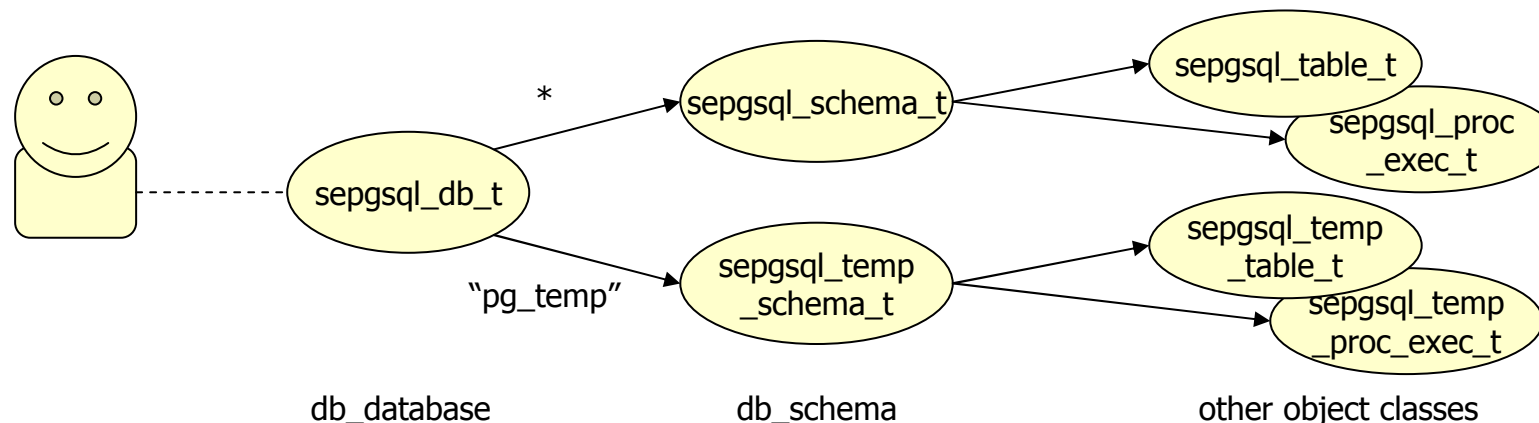 *
sepgsql_db_t
“pg_temp”
sepgsql_schema_t
sepgsql_temp
_schema_t
sepgsql_table_t
sepgsql_proc
_exec_t
sepgsql_temp
_table_t
sepgsql_temp
_proc_exec_t
db_database
db_schema
other object classes